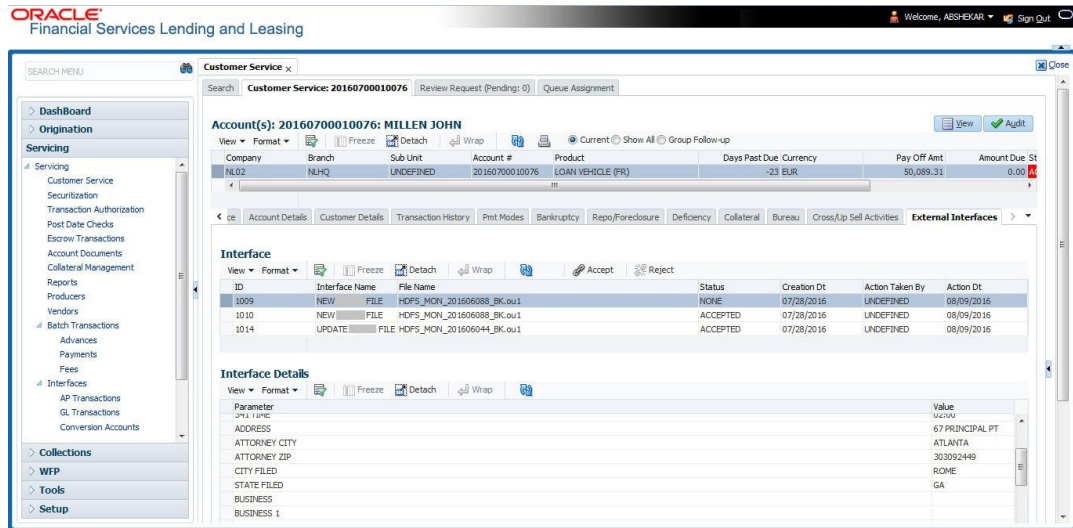 ORACLE
Financial Services Lending and Leasing
Welcome, ABSHEKAR Sign Out
SEARCH MENU
Customer Service x
Close
Search Customer Service: 20160700010076 Review Request (Pending: 0) Queue Assignment
DashBoard
Origination
Servicing
Servicing
Customer Service
Securitization
Transaction Authorization
Post Date Checks
Escrow Transactions
Account Documents
Collateral Management
Reports
Producers
Vendors
Batch Transactions
Advances
Payments
Fees
Interfaces
AP Transactions
GL Transactions
Conversion Accounts
Collections
WFP
Tools
Setup
Account(s): 20160700010076: MILLEN JOHN
View Audit
View Format Freeze Detach Wrap Current Show All Group Follow-up
Company Branch Sub Unit Account # Product Days Past Due Currency Pay Off Amt Amount Due St
NL02 NLHQ UNDEFINED 20160700010076 LOAN VEHICLE (FR) -23 EUR 50,089.31 0.00
ce Account Details Customer Details Transaction History Pmt Modes Bankruptcy Repo/Foreclosure Deficiency Collateral Bureau Cross/Up Sell Activities External Interfaces
Interface
View Format Freeze Detach Wrap Accept Reject
ID Interface Name File Name Status Creation Dt Action Taken By Action Dt
1009 NEW FILE HDFS_MON_201606088_BK.ou1 NONE 07/28/2016 UNDEFINED 08/09/2016
1010 NEW FILE HDFS_MON_201606088_BK.ou1 ACCEPTED 07/28/2016 UNDEFINED 08/09/2016
1014 UPDATE FILE HDFS_MON_201606044_BK.ou1 ACCEPTED 07/28/2016 UNDEFINED 08/09/2016
Interface Details
View Format Freeze Detach Wrap
Parameter Value
341 TIME 02:00
ADDRESS 67 PRINCIPAL PT
ATTORNEY CITY ATLANTA
ATTORNEY ZIP 303092449
CITY FILED ROME
STATE FILED GA
BUSINESS
BUSINESS 1